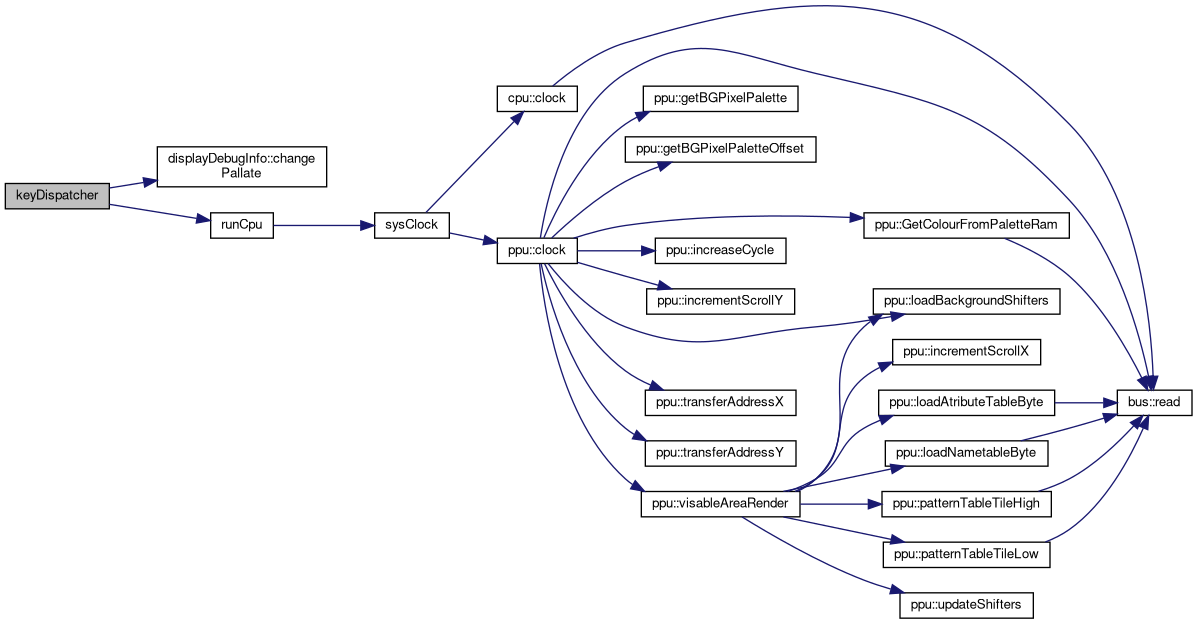 keyDispatcher
displayDebugInfo::change
Pallate
runCpu
sysClock
cpu::clock
ppu::clock
ppu::getBGPixelPalette
ppu::getBGPixelPaletteOffset
ppu::increaseCycle
ppu::incrementScrollY
ppu::transferAddressX
ppu::transferAddressY
ppu::visableAreaRender
ppu::GetColourFromPaletteRam
ppu::loadBackgroundShifters
ppu::incrementScrollX
ppu::loadAtributeTableByte
ppu::loadNametableByte
ppu::patternTableTileHigh
ppu::patternTableTileLow
ppu::updateShifters
bus::read